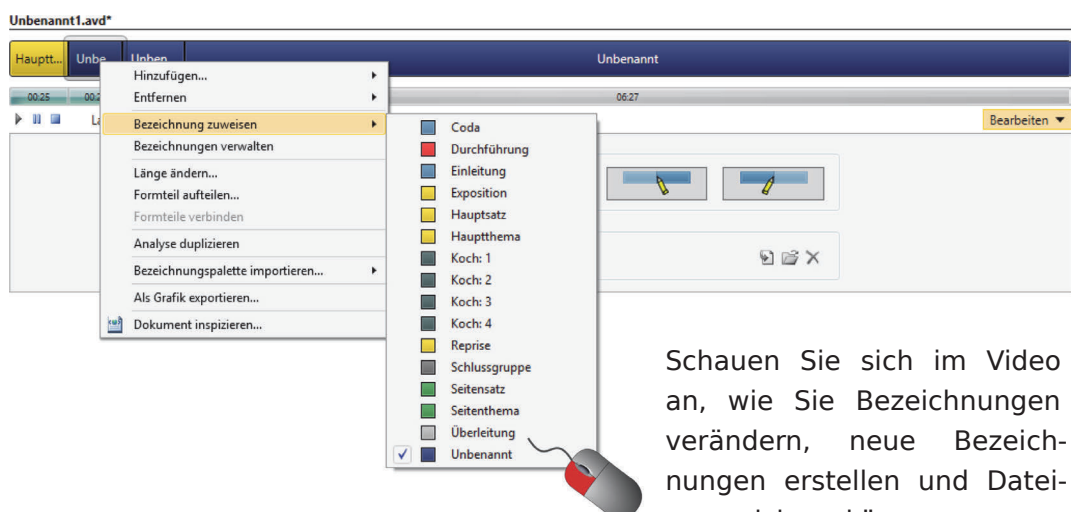 Unbenannt1.avd*
Hauptt... Unbe Unben Unbenannt
00:25 06:27
Bearbeiten
Hinzufügen...
Entfernen
Bezeichnung zuweisen
Bezeichnungen verwalten
Länge ändern...
Formteil aufteilen...
Formteile verbinden
Analyse duplizieren
Bezeichnungspalette importieren...
Als Grafik exportieren...
Dokument inspizieren...
Coda
Durchführung
Einleitung
Exposition
Hauptsatz
Hauptthema
Koch: 1
Koch: 2
Koch: 3
Koch: 4
Reprise
Schlussgruppe
Seitensatz
Seitenthema
Überleitung
Unbenannt
Schauen Sie sich im Video
an, wie Sie Bezeichnungen
verändern, neue Bezeich-
nungen erstellen und Datei-